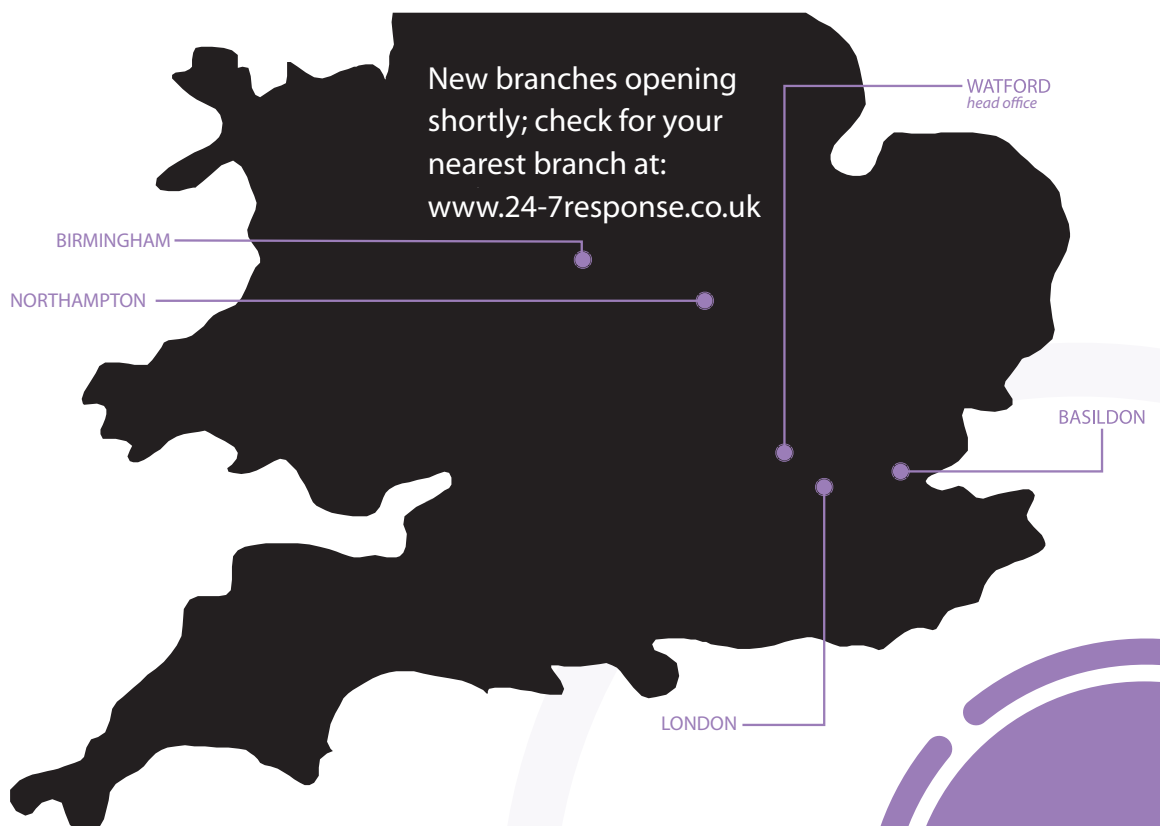 New branches opening
shortly; check for your
nearest branch at:
www.24-7response.co.uk
WATFORD
head office
BIRMINGHAM
NORTHAMPTON
BASILDON
LONDON